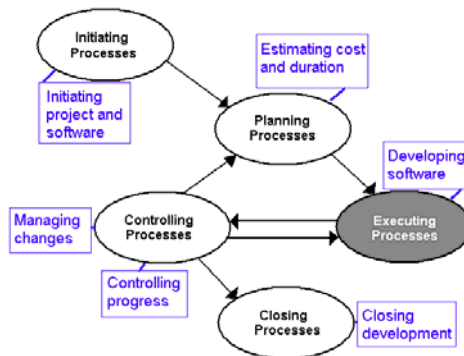 Initiating
Processes
Estimating cost
and duration
Initiating
project and
software
Planning
Processes
Developing
software
Managing
changes
Controlling
Processes
Executing
Processes
Controlling
progress
Closing
Processes
Closing
development